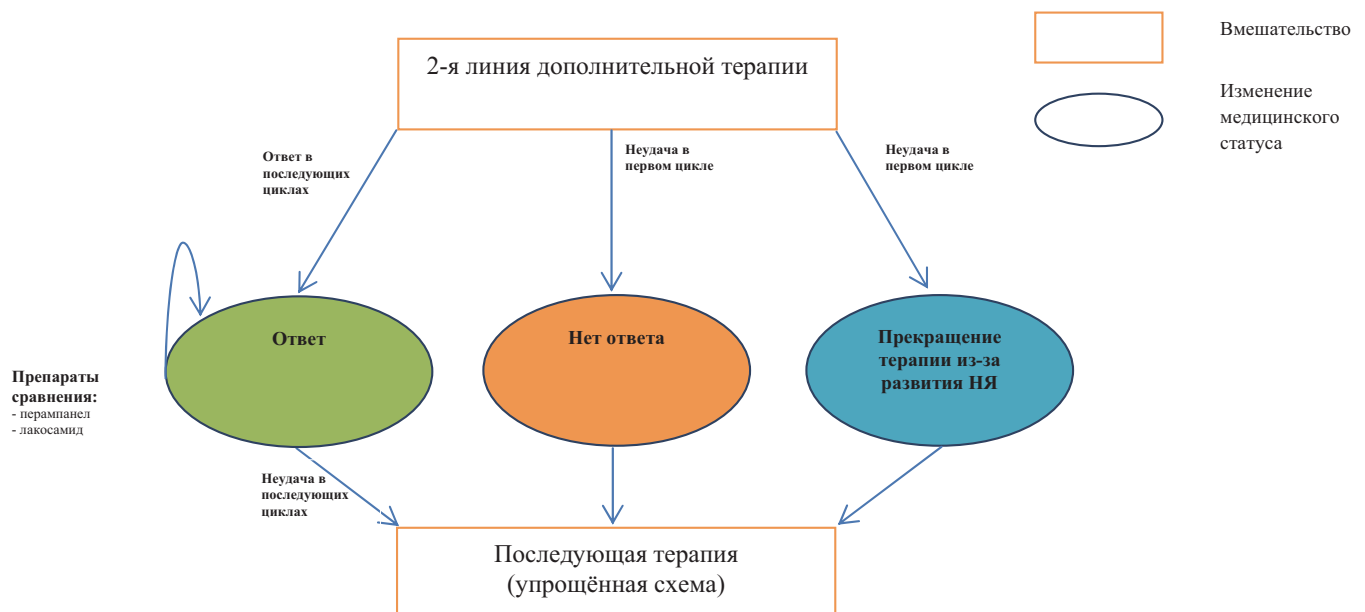 2-я линия дополнительной терапии
Вмешательство
Изменение
медицинского
статуса
Ответ в
последующих
циклах
Неудача в
первом цикле
Неудача в
первом цикле
Ответ
Нет ответа
Прекращение
терапии из-за
развития НЯ
Препараты
сравнения:
- перампанел
- лакосамид
Неудача в
последующих
циклах
Последующая терапия
(упрощённая схема)